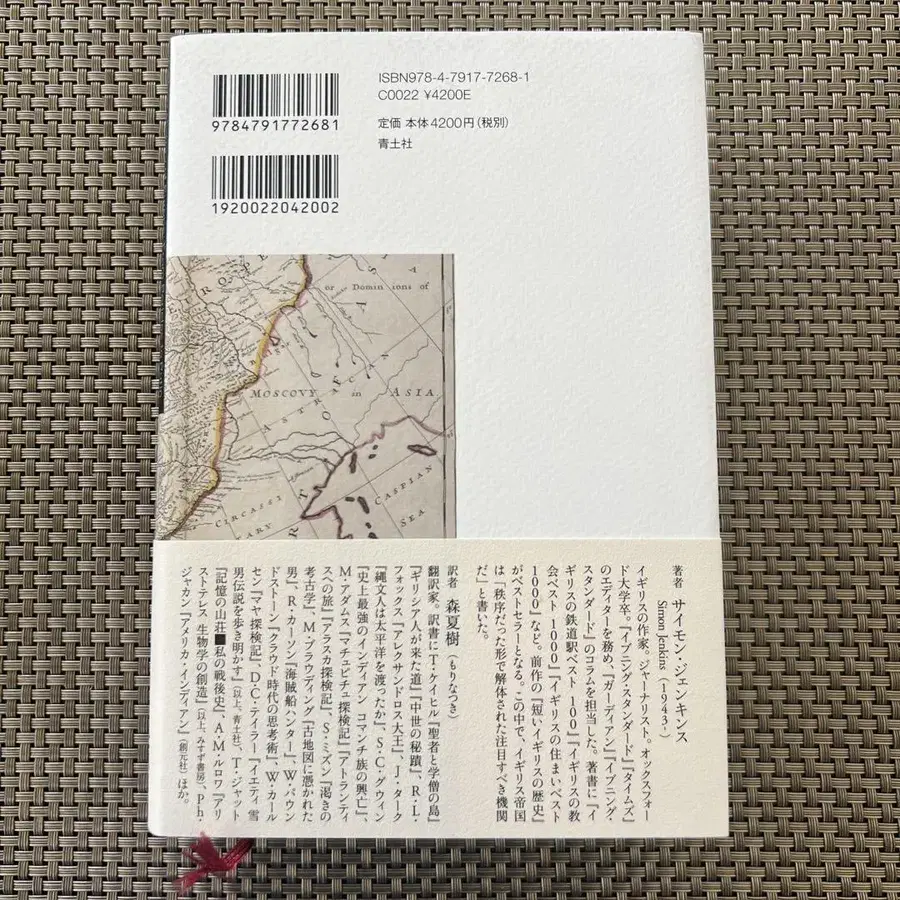 ISBN978-4-7917-7268-1
C0022 ¥4200E
定価 本体4200円(税別)
青土社
9784791772681
1920022042002
EUROPE
or Dominions of
MOSCOVY in ASIA
ASTRAC
CIRCASSI
CASPIAN
SEA
著者 サイモン・ジェンキンス
Simon Jenkins (1943-)
イギリスの作家。ジャーナリスト。オックスフォー
ド大学卒。『イブニング・スタンダード』『タイムズ』
のエディターを務め、『ガーディアン』『イブニング・
スタンダード』のコラムを担当した。著書に『イ
ギリスの鉄道駅ベスト100』『イギリスの教
会ベスト1000』『イギリスの住まいベスト
1000』など。前作の『短いイギリスの歴史』
がベストセラーとなる。この中で、イギリス帝国
は「秩序だった形で解体された注目すべき機関
だ」と書いた。
訳者 森夏樹(もりなつき)
翻訳家。訳書にT・ケイヒル『聖者と学僧の島』
『ギリシア人が来た道』『中世の秘蹟』、R・L・
フォックス『アレクサンドロス大王』、J・ターク
『縄文人は太平洋を渡ったか』、S・C・グウィン
『史上最強のインディアン コマンチ族の興亡』、
M・アダムス『マチュピチュ探検記』『アトランティ
スへの旅』『アラスカ探検記』、S・ミズン『渇きの
考古学』、M・ブラウディング『古地図に憑かれた
男』、R・カーソン『海賊船ハンター』、W・パウン
ドストーン『クラウド時代の思考術』、W・カール
セン『マヤ探検記』、D・C・テイラー『イエティ 雪
男伝説を歩き明かす』(以上、青土社)、T・ジャット
『記憶の山荘■私の戦後史』、A・M・ルロワ『アリ
ストテレス 生物学の創造』(以上、みすず書房)、Ph・
ジャカン『アメリカ・インディアン』(創元社)ほか。